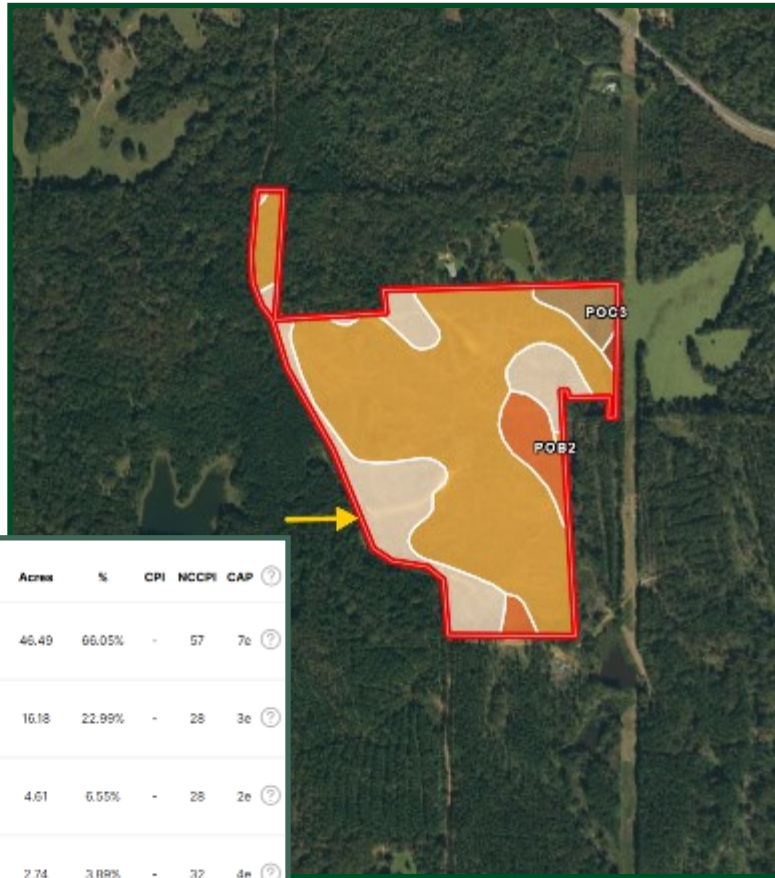 POC3
POB2
Acres % CPI NCCPI CAP ?
46.49 66.05% - 57 7e ?
16.18 22.99% - 28 3e ?
4.61 6.55% - 28 2e ?
2.74 3.89% - 32 4e ?